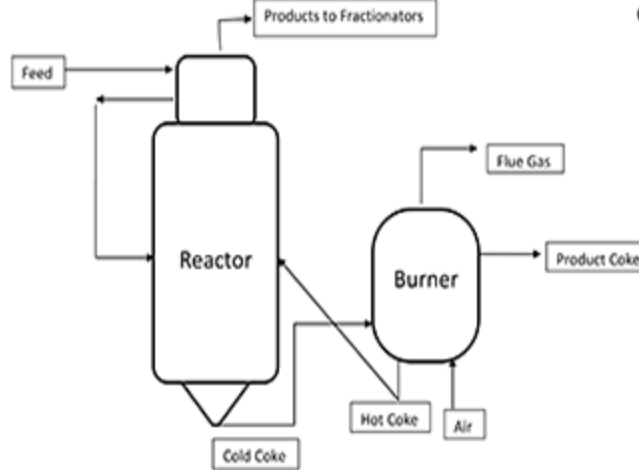 Products to Fractionators
Feed
Flue Gas
Reactor
Product Coke
Burner
Hot Coke
Air
Cold Coke